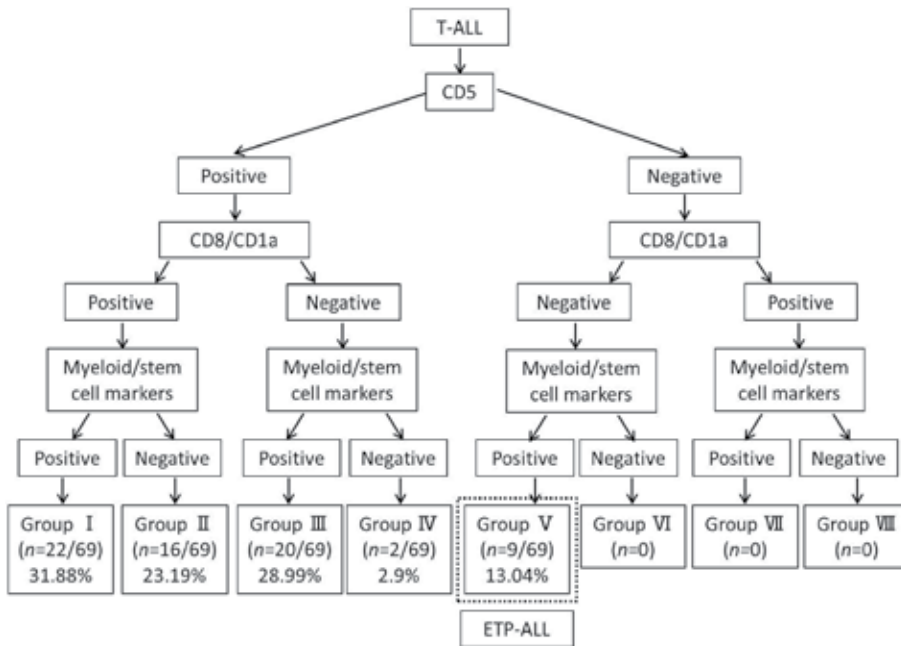 T-ALL
CD5
Positive
Negative
CD8/CD1a
CD8/CD1a
Positive
Negative
Negative
Positive
Myeloid/stem
cell markers
Myeloid/stem
cell markers
Myeloid/stem
cell markers
Myeloid/stem
cell markers
Positive
Negative
Positive
Negative
Positive
Negative
Positive
Negative
Group Ⅰ
(n=22/69)
31.88%
Group Ⅱ
(n=16/69)
23.19%
Group Ⅲ
(n=20/69)
28.99%
Group Ⅳ
(n=2/69)
2.9%
Group Ⅴ
(n=9/69)
13.04%
Group Ⅵ
(n=0)
Group Ⅶ
(n=0)
Group Ⅷ
(n=0)
ETP-ALL